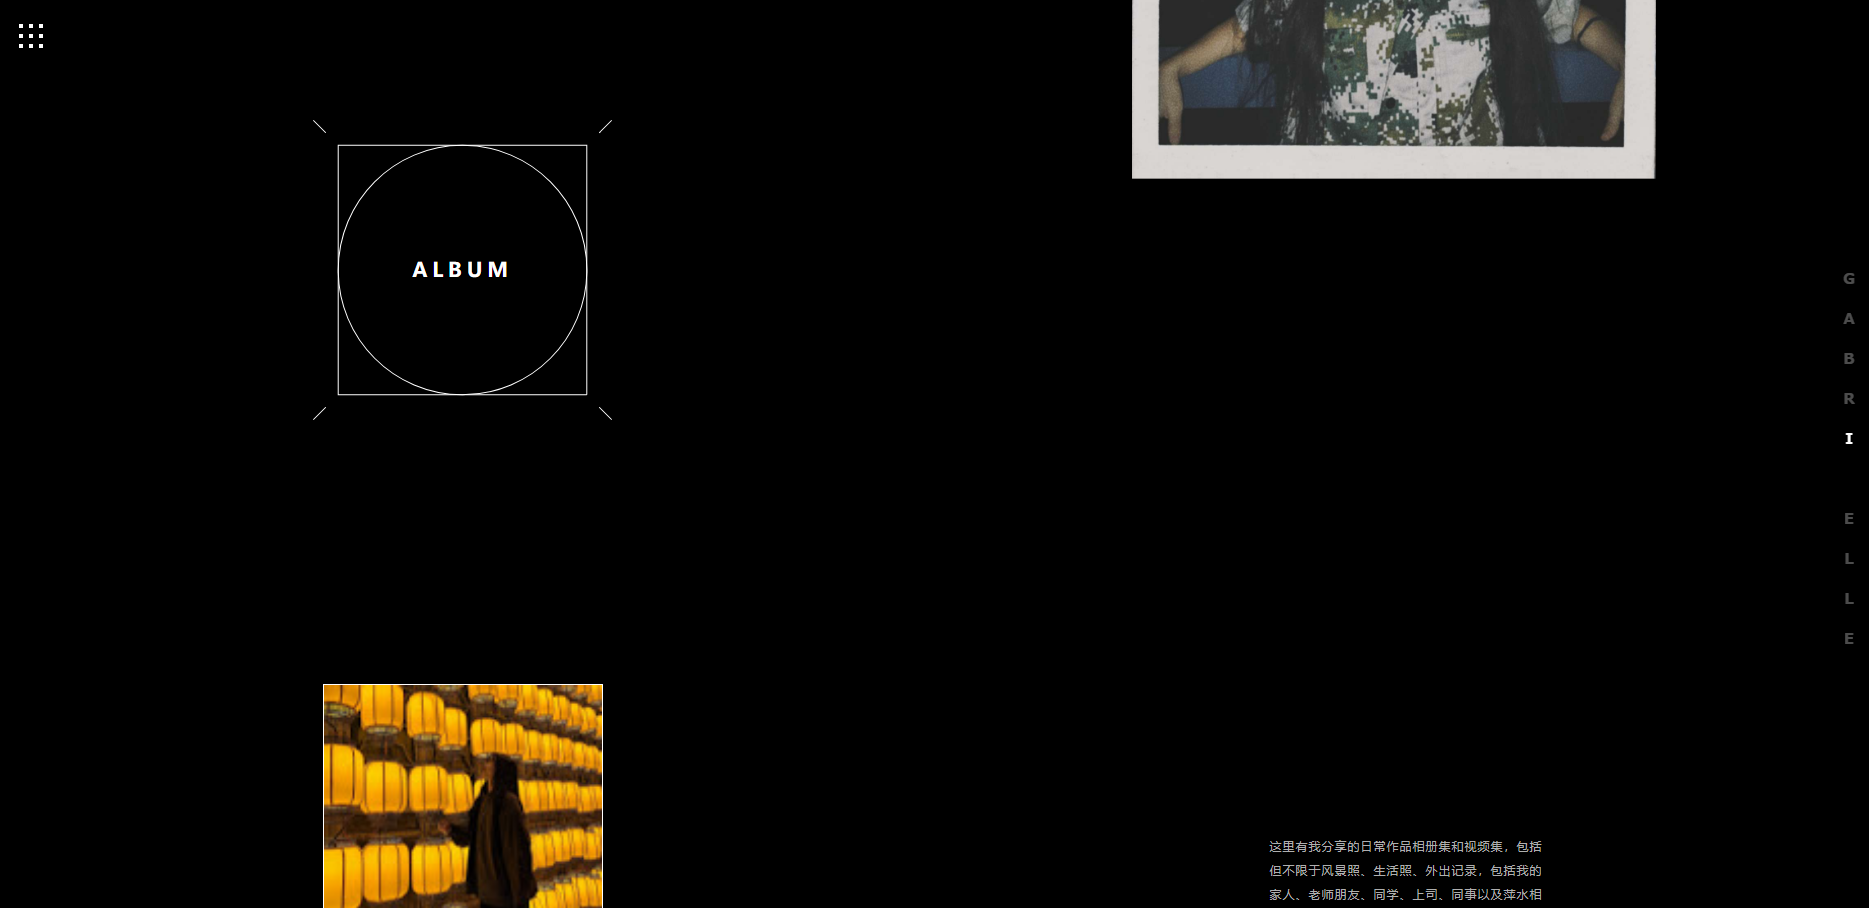 ALBUM
G
A
B
R
I
E
L
L
E
这里有我分享的日常作品相册集和视频集，包括
但不限于风景照、生活照、外出记录，包括我的
家人、老师朋友、同学、上司、同事以及萍水相